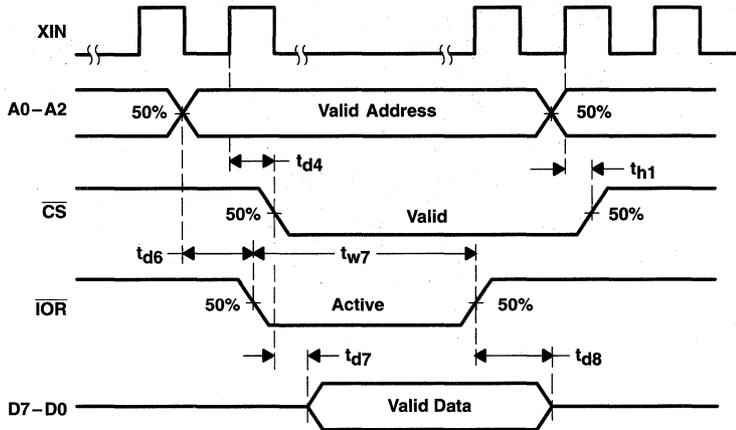 XIN
A0–A2
50%
Valid Address
50%
td4
th1
CS
50%
Valid
50%
td6
tw7
IOR
50%
Active
50%
td7
td8
D7–D0
Valid Data